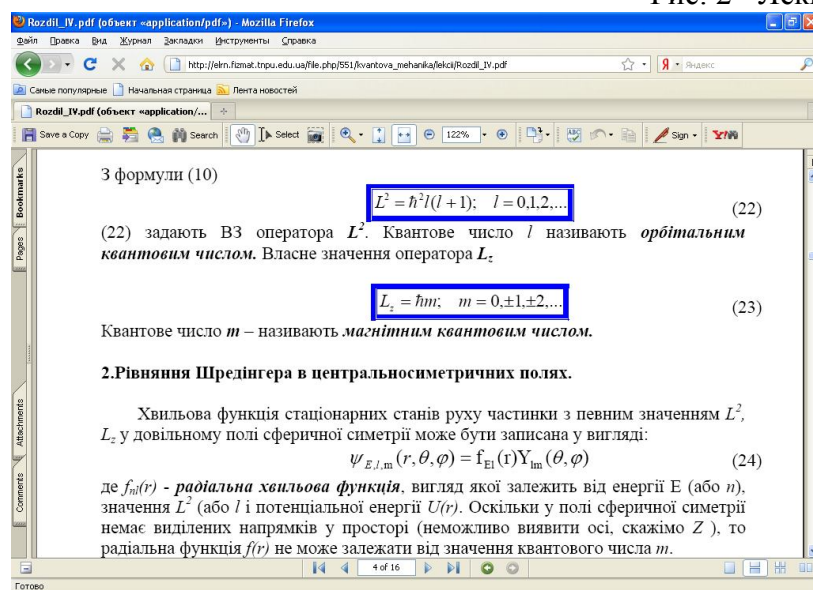 Rozdil_IV.pdf (объект «application/pdf») - Mozilla Firefox
Файл Правка Вид Журнал Закладки Инструменты Справка
http://elrn.fizmat.tnpu.edu.ua/file.php/551/kvantova_mehanika/lekcii/Rozdil_IV.pdf Яндекс
Самые популярные Начальная страница Лента новостей
Rozdil_IV.pdf (объект «application/...
Save a Copy Search Select 122% Sign Y!
Bookmarks
Pages
Attachments
Comments
З формули (10)
L² = ħ²l(l + 1); l = 0,1,2,... (22)
(22) задають ВЗ оператора L². Квантове число l називають орбітальним
квантовим числом. Власне значення оператора Lz
Lz = ħm; m = 0,±1,±2,... (23)
Квантове число m – називають магнітним квантовим числом.
2.Рівняння Шредінгера в центральносиметричних полях.
Хвильова функція стаціонарних станів руху частинки з певним значенням L²,
Lz у довільному полі сферичної симетрії може бути записана у вигляді:
ψE,l,m (r,θ,φ) = fEl(r)Ylm(θ,φ) (24)
де fnl(r) - радіальна хвильова функція, вигляд якої залежить від енергії Е (або n),
значення L² (або l і потенціальної енергії U(r). Оскільки у полі сферичної симетрії
немає виділених напрямків у просторі (неможливо виявити осі, скажімо Z ), то
радіальна функція f(r) не може залежати від значення квантового числа m.
4 of 16
Готово